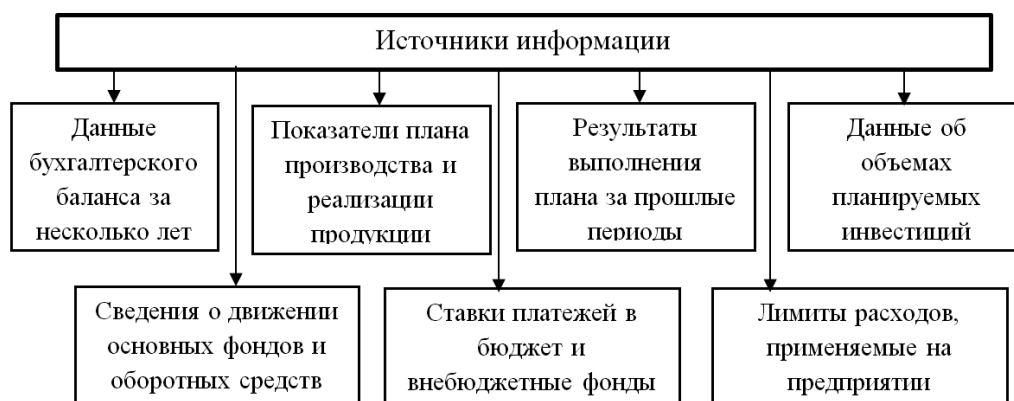 Источники информации
Данные
бухгалтерского
баланса за
несколько лет
Показатели плана
производства и
реализации
продукции
Результаты
выполнения
плана за прошлые
периоды
Данные об
объемах
планируемых
инвестиций
Сведения о движении
основных фондов и
оборотных средств
Ставки платежей в
бюджет и
внебюджетные фонды
Лимиты расходов,
применяемые на
предприятии